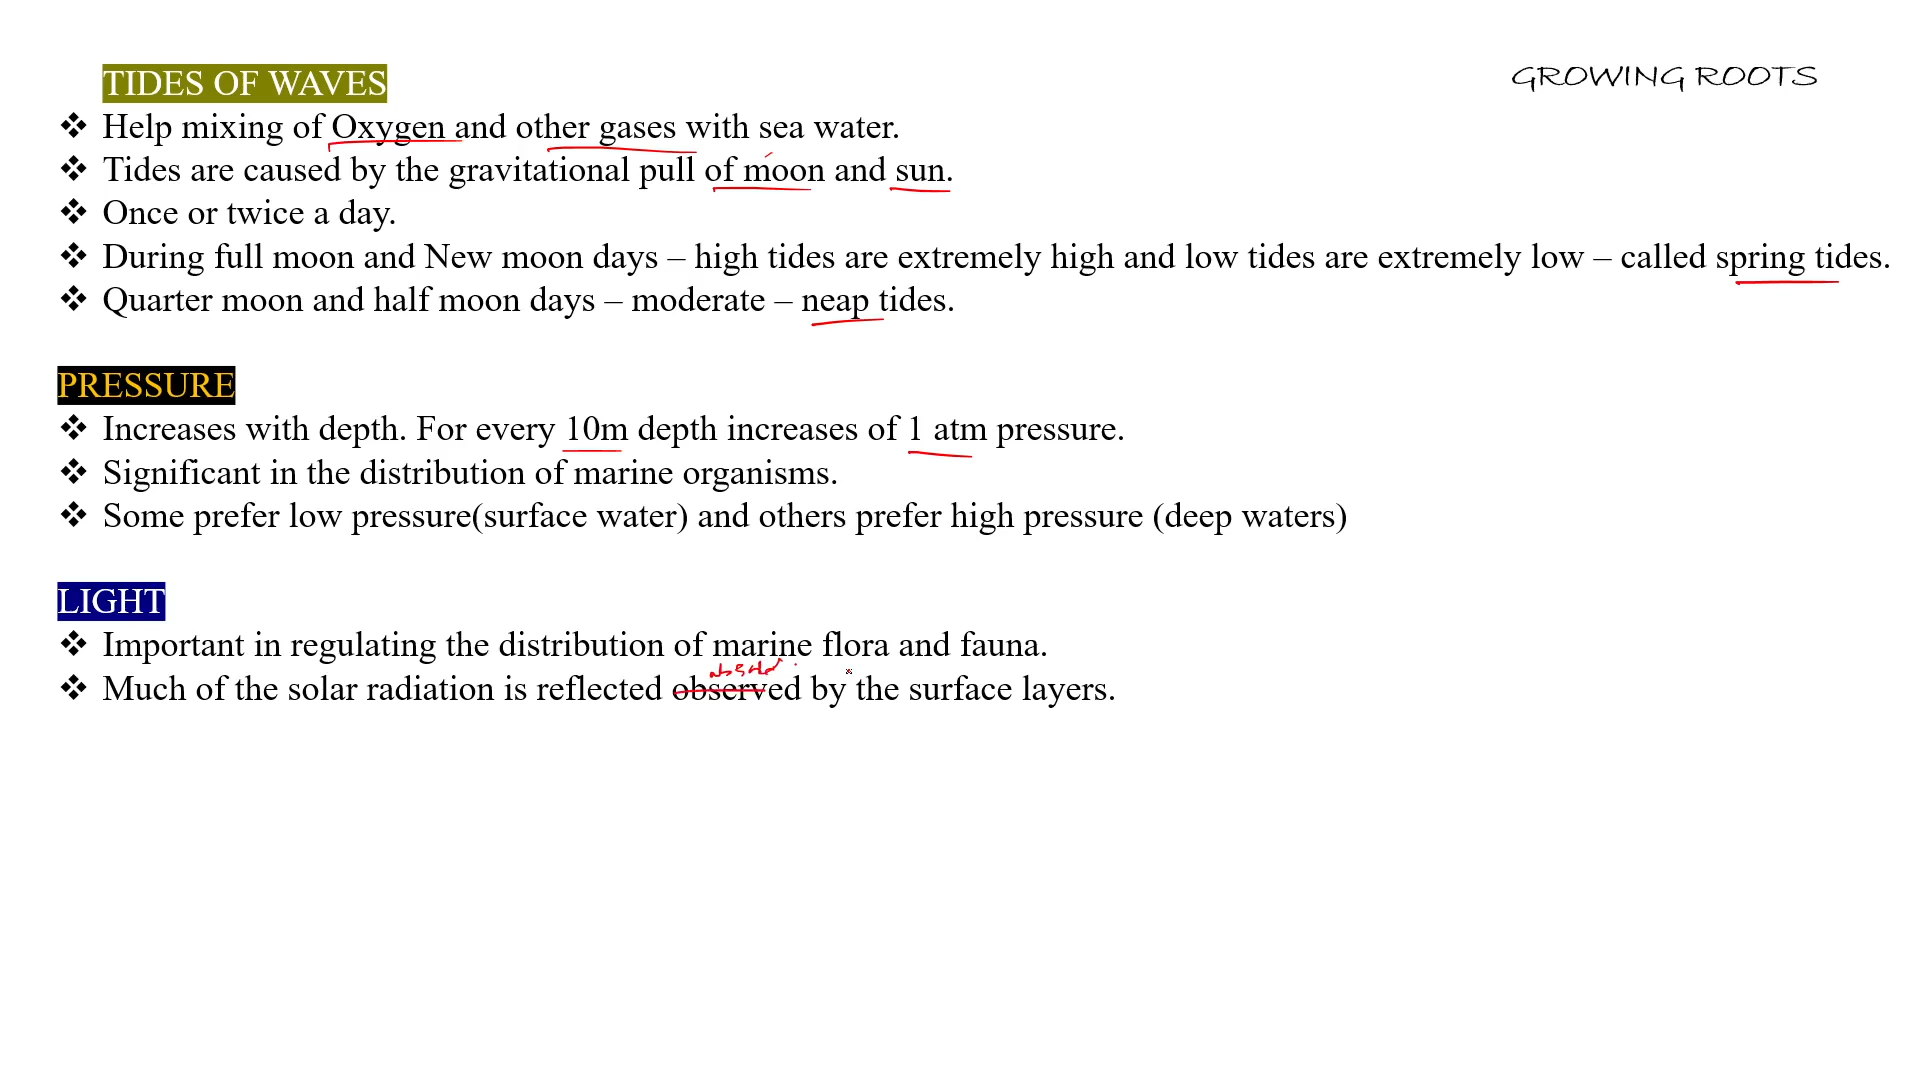 TIDES OF WAVES
GROWING ROOTS
❖ Help mixing of Oxygen and other gases with sea water.
❖ Tides are caused by the gravitational pull of moon and sun.
❖ Once or twice a day.
❖ During full moon and New moon days – high tides are extremely high and low tides are extremely low – called spring tides.
❖ Quarter moon and half moon days – moderate – neap tides.
PRESSURE
❖ Increases with depth. For every 10m depth increases of 1 atm pressure.
❖ Significant in the distribution of marine organisms.
❖ Some prefer low pressure(surface water) and others prefer high pressure (deep waters)
LIGHT
❖ Important in regulating the distribution of marine flora and fauna.
❖ Much of the solar radiation is reflected observed by the surface layers.